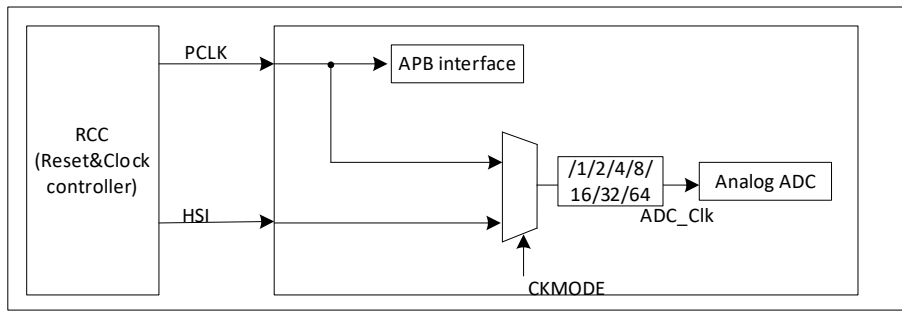 PCLK
APB interface
RCC
(Reset&Clock
controller)
/1/2/4/8/
16/32/64
Analog ADC
HSI
ADC_Clk
CKMODE